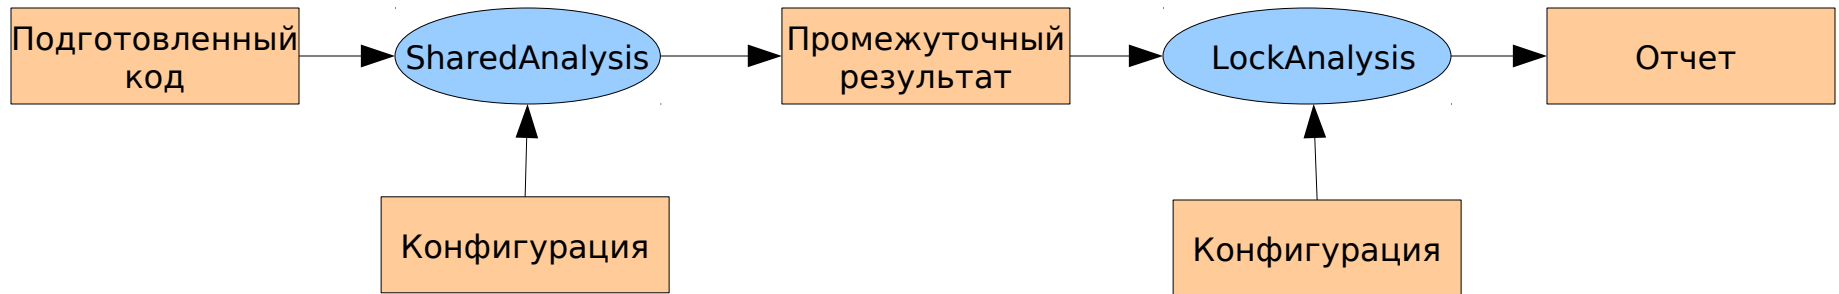 Подготовленный
код
SharedAnalysis
Промежуточный
результат
LockAnalysis
Отчет
Конфигурация
Конфигурация